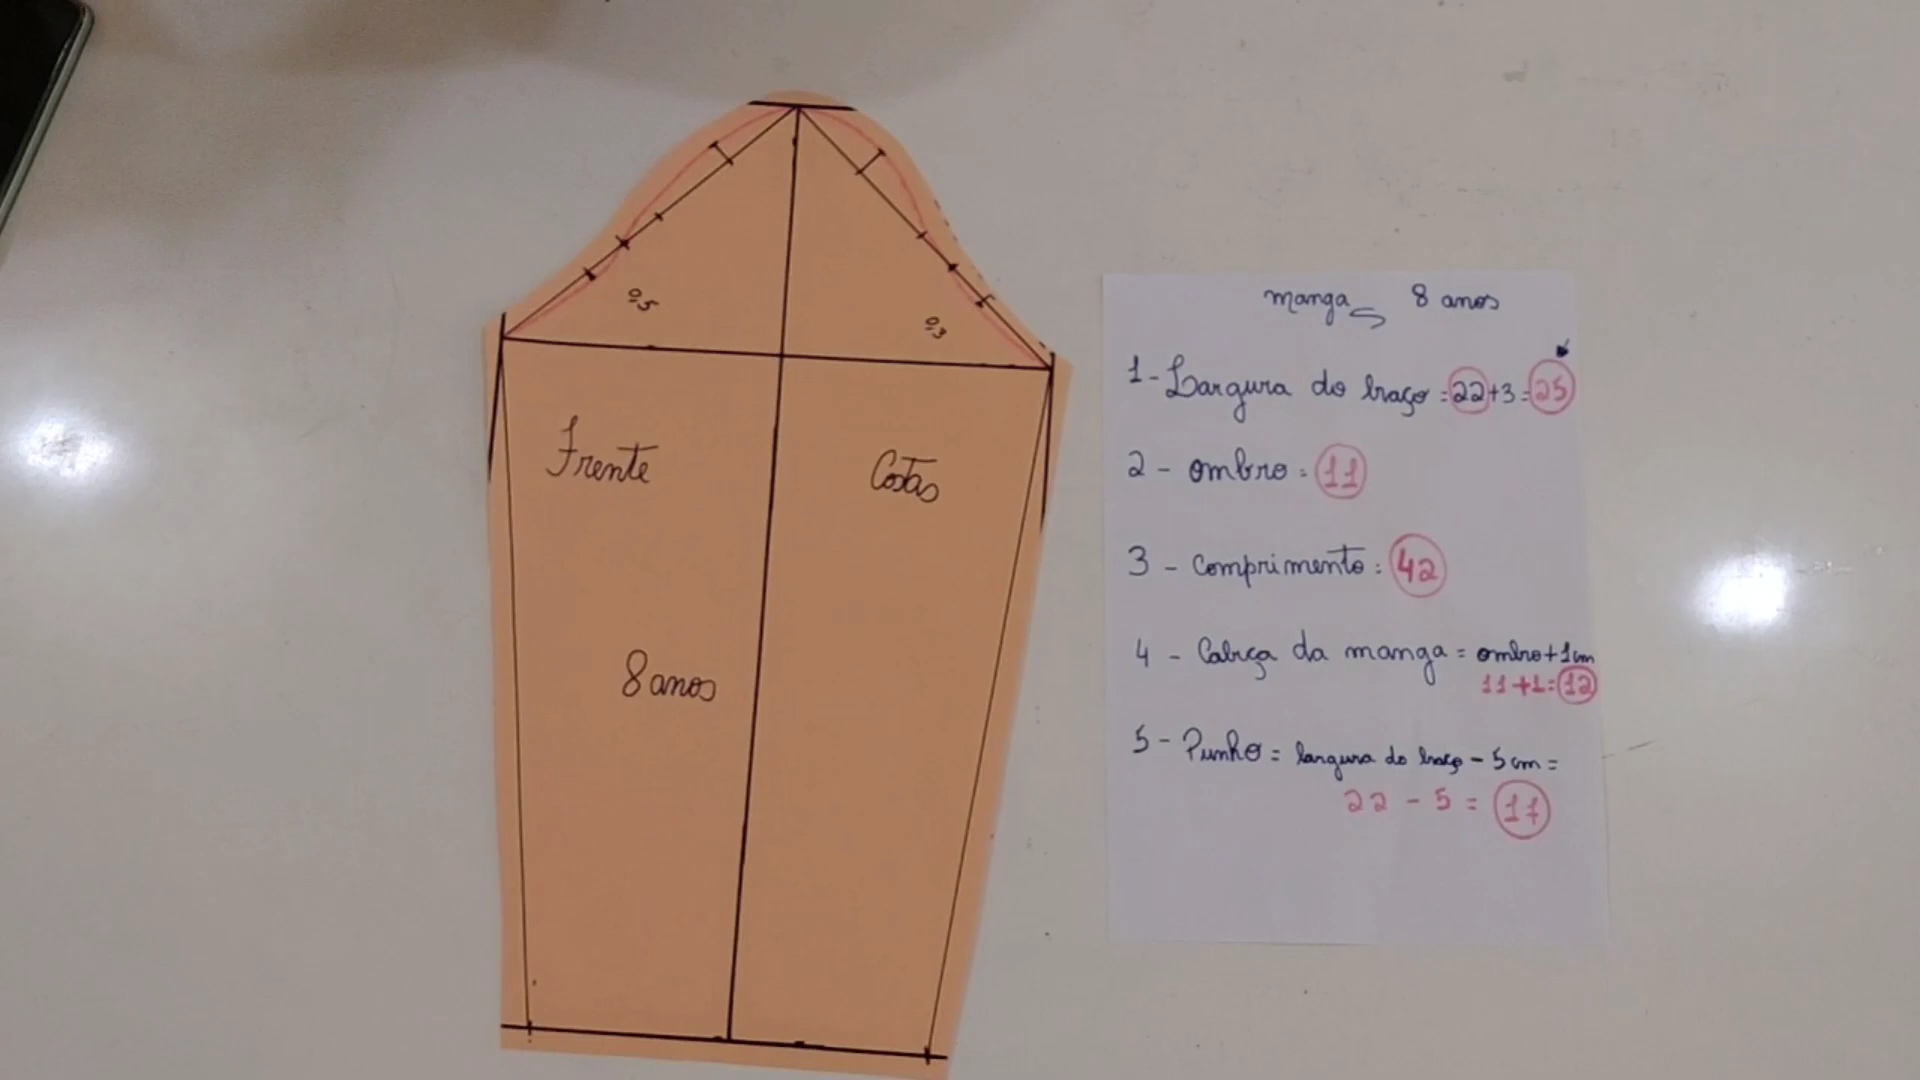 0,5
0,3
Frente
Costas
8 anos
manga 8 anos
1 - Largura do braço = 22 + 3 = 25
2 - ombro = 11
3 - Comprimento = 42
4 - Cabeça da manga = ombro + 1cm
11 + 1 = 12
5 - Punho = largura do braço - 5cm =
22 - 5 = 17